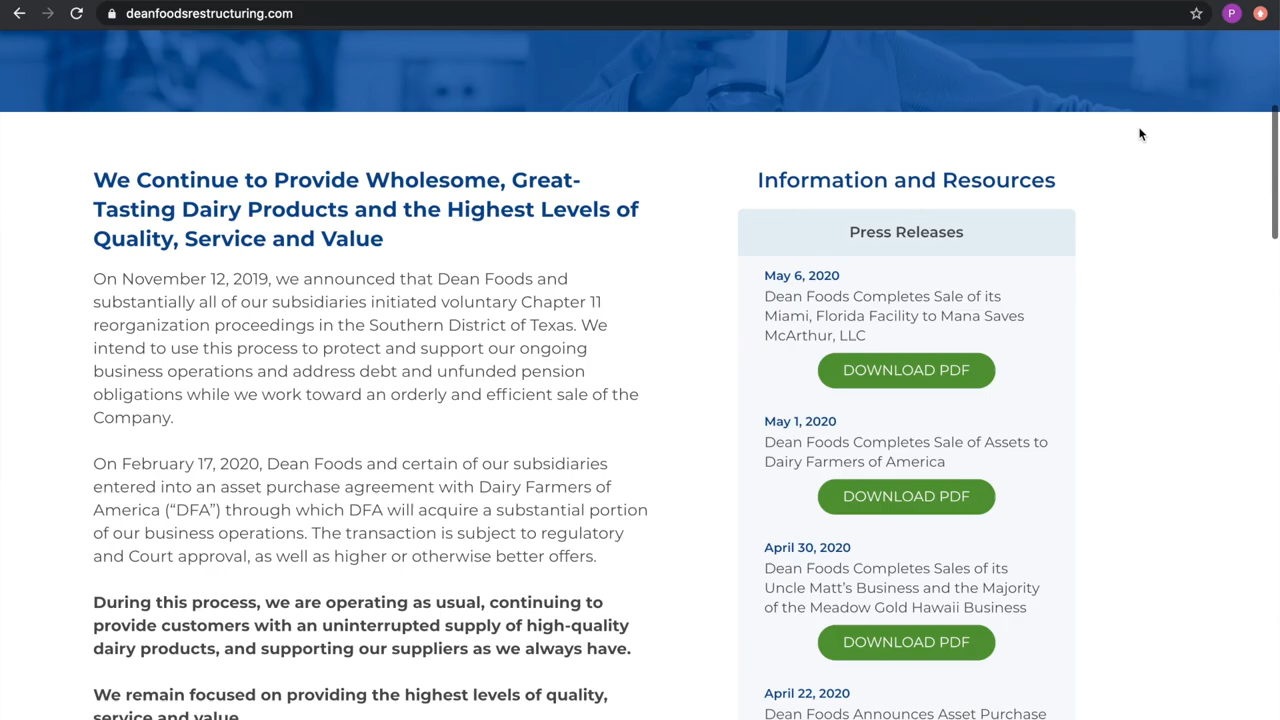 deanfoodsrestructuring.com
P
We Continue to Provide Wholesome, Great-
Tasting Dairy Products and the Highest Levels of
Quality, Service and Value
On November 12, 2019, we announced that Dean Foods and
substantially all of our subsidiaries initiated voluntary Chapter 11
reorganization proceedings in the Southern District of Texas. We
intend to use this process to protect and support our ongoing
business operations and address debt and unfunded pension
obligations while we work toward an orderly and efficient sale of the
Company.
On February 17, 2020, Dean Foods and certain of our subsidiaries
entered into an asset purchase agreement with Dairy Farmers of
America (“DFA”) through which DFA will acquire a substantial portion
of our business operations. The transaction is subject to regulatory
and Court approval, as well as higher or otherwise better offers.
During this process, we are operating as usual, continuing to
provide customers with an uninterrupted supply of high-quality
dairy products, and supporting our suppliers as we always have.
We remain focused on providing the highest levels of quality,
service and value
Information and Resources
Press Releases
May 6, 2020
Dean Foods Completes Sale of its
Miami, Florida Facility to Mana Saves
McArthur, LLC
DOWNLOAD PDF
May 1, 2020
Dean Foods Completes Sale of Assets to
Dairy Farmers of America
DOWNLOAD PDF
April 30, 2020
Dean Foods Completes Sales of its
Uncle Matt’s Business and the Majority
of the Meadow Gold Hawaii Business
DOWNLOAD PDF
April 22, 2020
Dean Foods Announces Asset Purchase